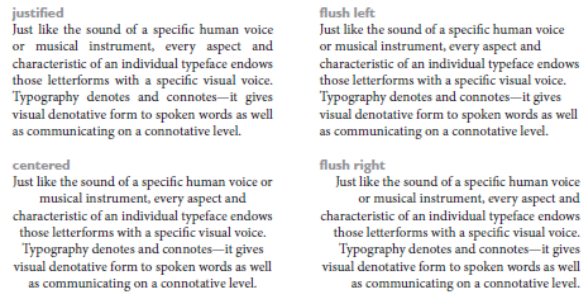 justified
Just like the sound of a specific human voice
or musical instrument, every aspect and
characteristic of an individual typeface endows
those letterforms with a specific visual voice.
Typography denotes and connotes—it gives
visual denotative form to spoken words as well
as communicating on a connotative level.
flush left
Just like the sound of a specific human voice
or musical instrument, every aspect and
characteristic of an individual typeface endows
those letterforms with a specific visual voice.
Typography denotes and connotes—it gives
visual denotative form to spoken words as well
as communicating on a connotative level.
centered
Just like the sound of a specific human voice or
musical instrument, every aspect and
characteristic of an individual typeface endows
those letterforms with a specific visual voice.
Typography denotes and connotes—it gives
visual denotative form to spoken words as well
as communicating on a connotative level.
flush right
Just like the sound of a specific human voice
or musical instrument, every aspect and
characteristic of an individual typeface endows
those letterforms with a specific visual voice.
Typography denotes and connotes—it gives
visual denotative form to spoken words as well
as communicating on a connotative level.